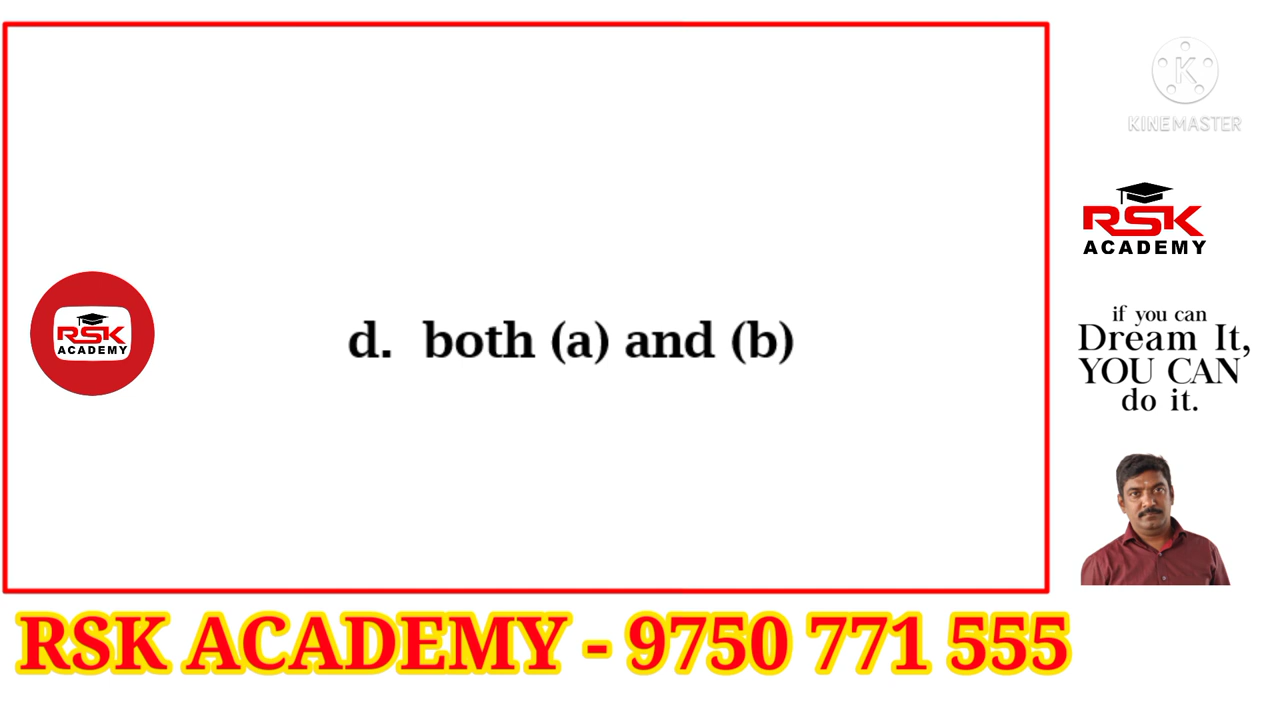 K
KINEMASTER
RSK
ACADEMY
RSK
ACADEMY
d. both (a) and (b)
if you can
Dream It,
YOU CAN
do it.
RSK ACADEMY - 9750 771 555